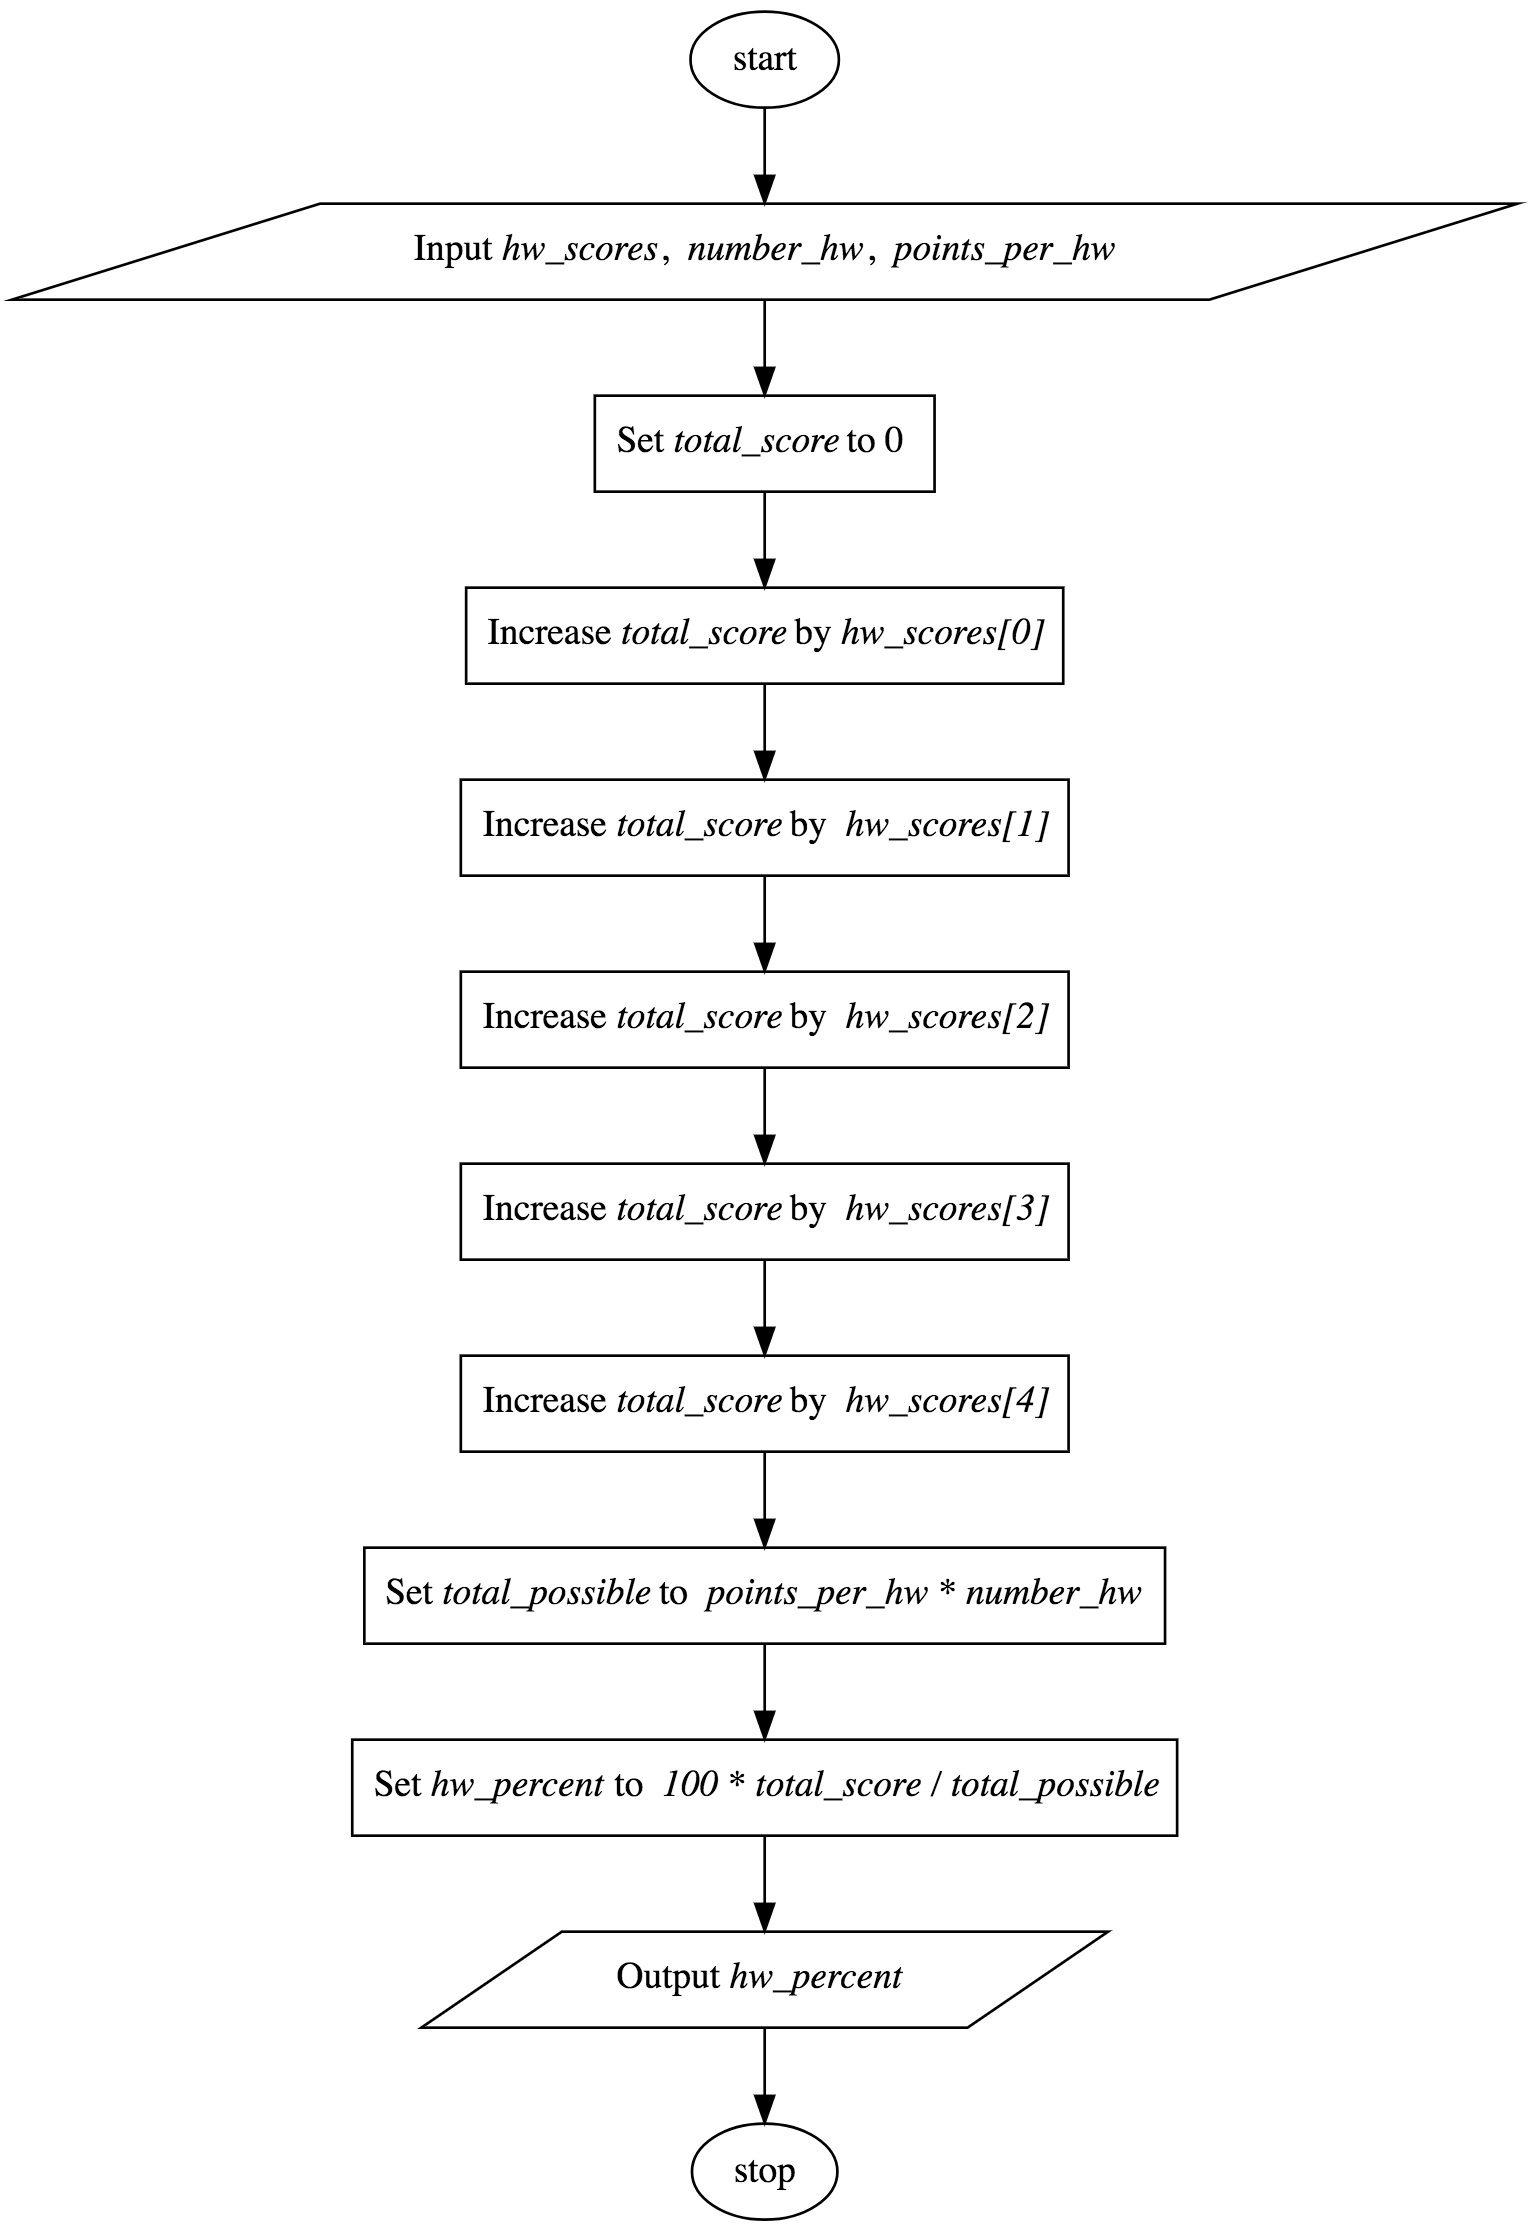 start
Input hw_scores, number_hw, points_per_hw
Set total_score to 0
Increase total_score by hw_scores[0]
Increase total_score by hw_scores[1]
Increase total_score by hw_scores[2]
Increase total_score by hw_scores[3]
Increase total_score by hw_scores[4]
Set total_possible to points_per_hw * number_hw
Set hw_percent to 100 * total_score / total_possible
Output hw_percent
stop